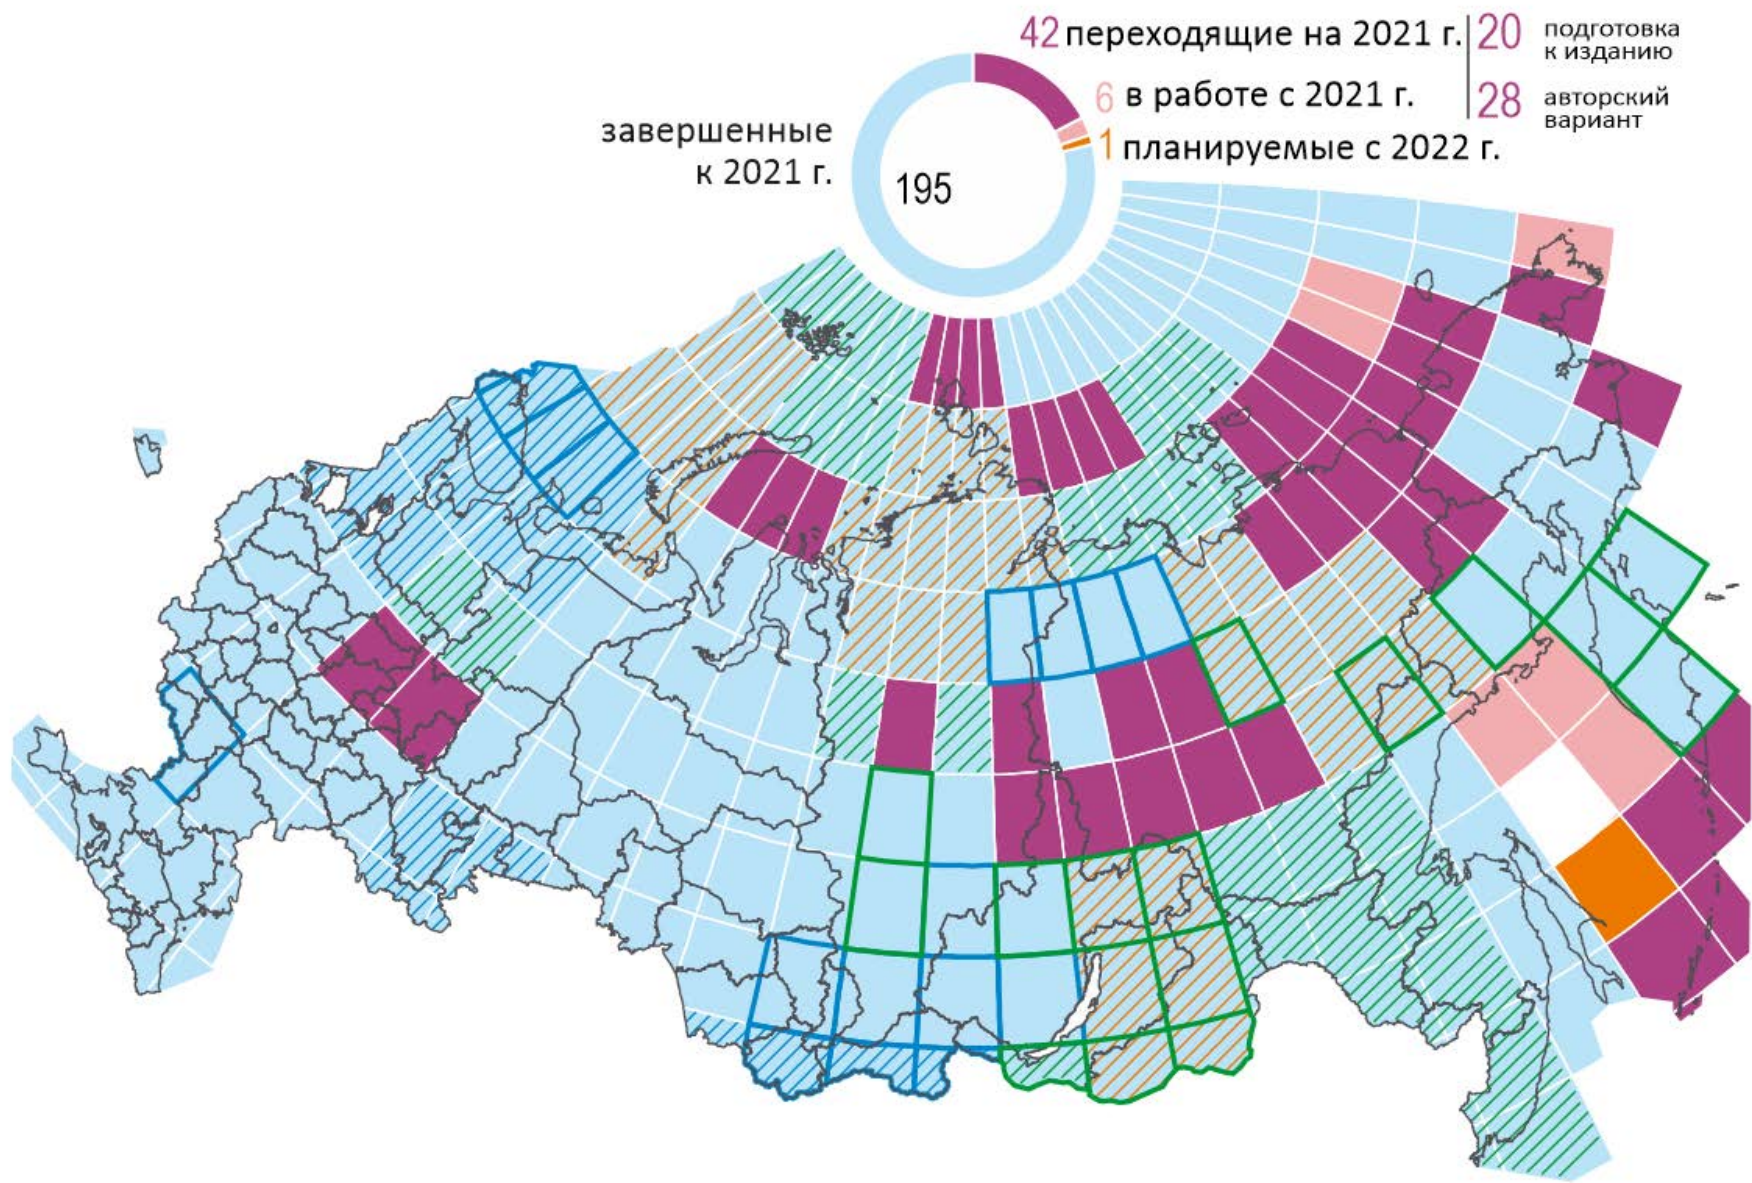 42 переходящие на 2021 г.
20 подготовка
к изданию
6 в работе с 2021 г.
28 авторский
вариант
1 планируемые с 2022 г.
завершенные
к 2021 г.
195